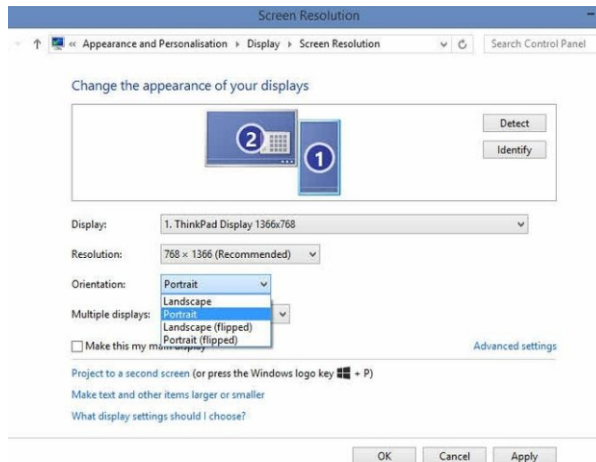 Screen Resolution
« Appearance and Personalisation Display Screen Resolution Search Control Panel
Change the appearance of your displays
2
1
Detect
Identify
Display: 1. ThinkPad Display 1366x768
Resolution: 768 × 1366 (Recommended)
Orientation: Portrait
Landscape
Portrait
Landscape (flipped)
Portrait (flipped)
Multiple displays:
Make this my main display
Advanced settings
Project to a second screen (or press the Windows logo key + P)
Make text and other items larger or smaller
What display settings should I choose?
OK Cancel Apply